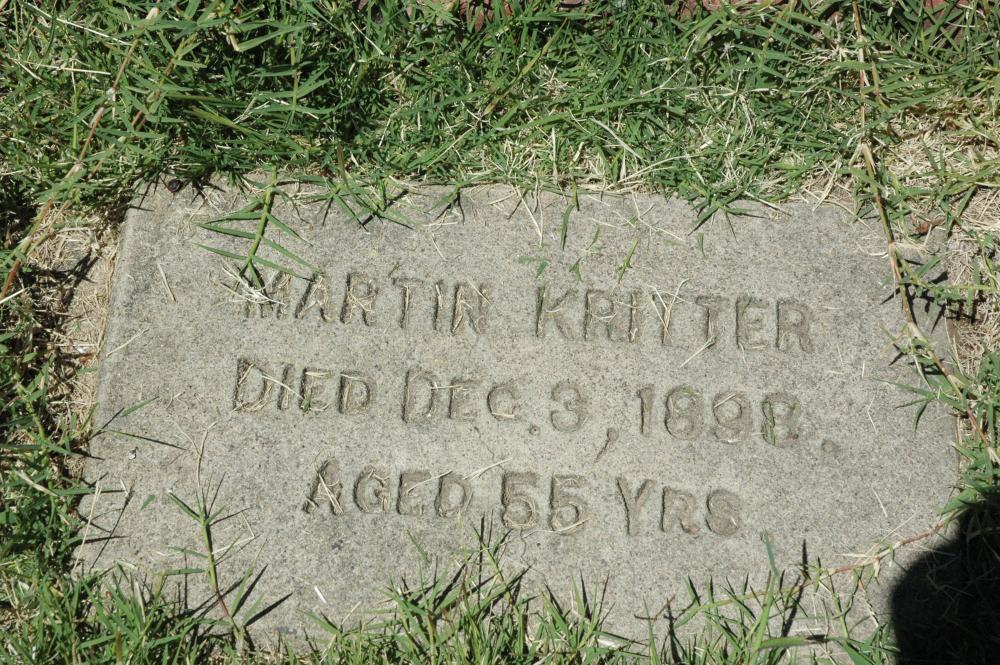 MARTIN KRIYTER
DIED DEC. 3, 1898.
AGED 55 YRS